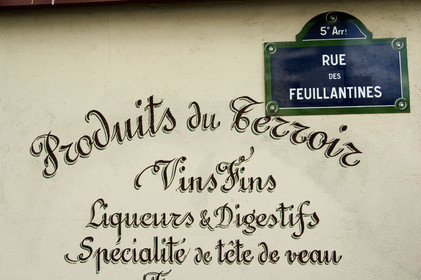 5e Arrt
RUE
DES
FEUILLANTINES
Produits du Terroir
Vins Fins
Liqueurs & Digestifs
Spécialité de tête de veau